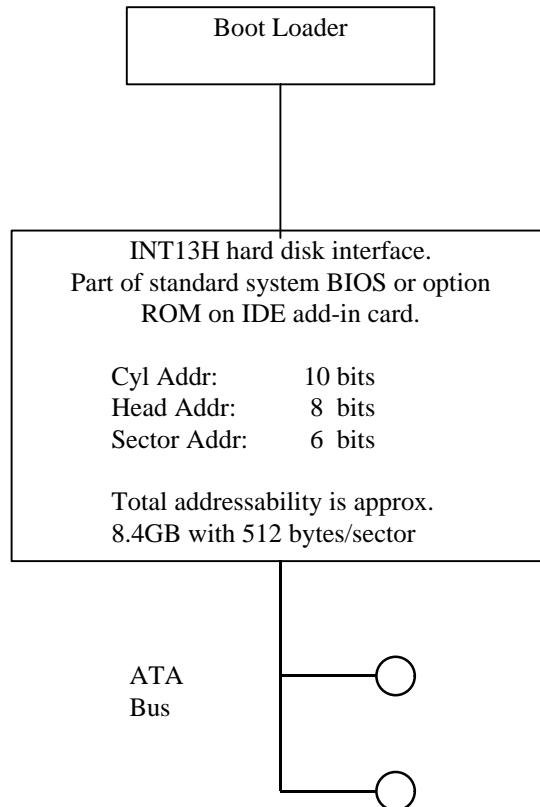 Boot Loader
INT13H hard disk interface.
Part of standard system BIOS or option
ROM on IDE add-in card.
Cyl Addr: 10 bits
Head Addr: 8 bits
Sector Addr: 6 bits
Total addressability is approx.
8.4GB with 512 bytes/sector
ATA
Bus